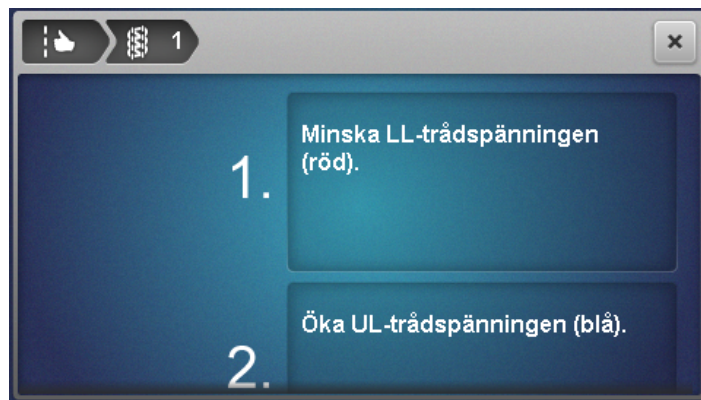 1
1.
Minska LL-trådspänningen
(röd).
2.
Öka UL-trådspänningen (blå).